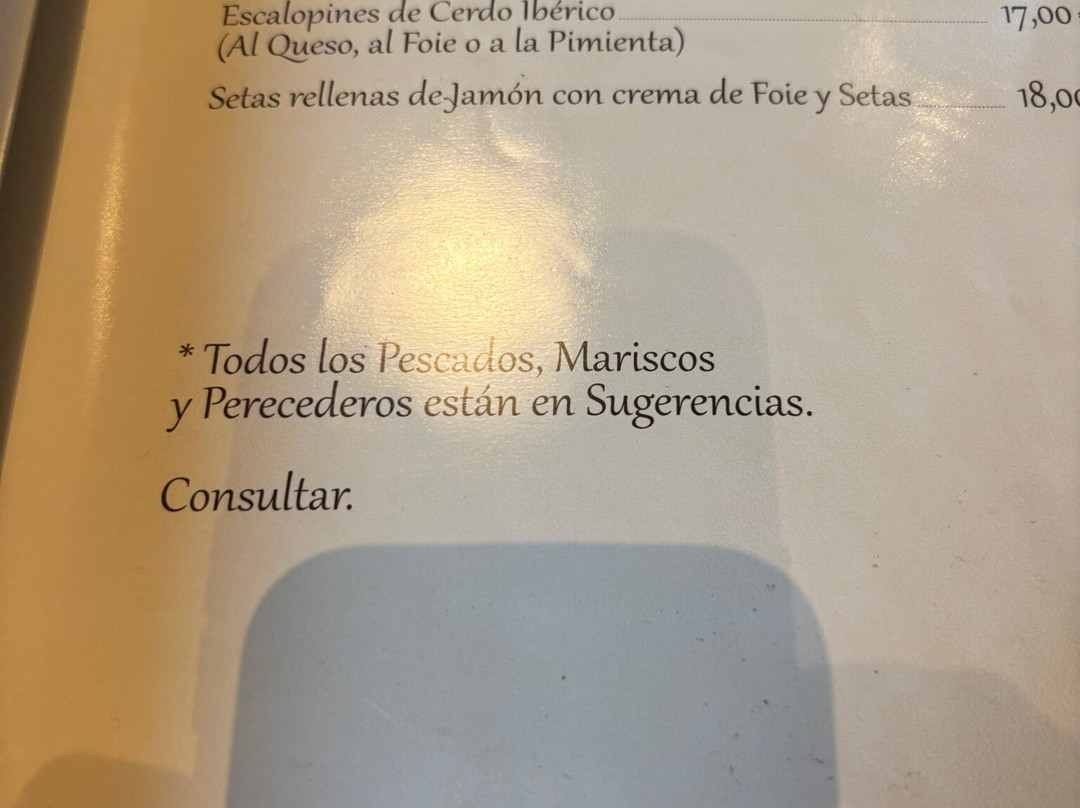 Escalopines de Cerdo Ibérico 17,00
(Al Queso, al Foie o a la Pimienta)
Setas rellenas de Jamón con crema de Foie y Setas 18,00
* Todos los Pescados, Mariscos
y Perecederos están en Sugerencias.
Consultar.